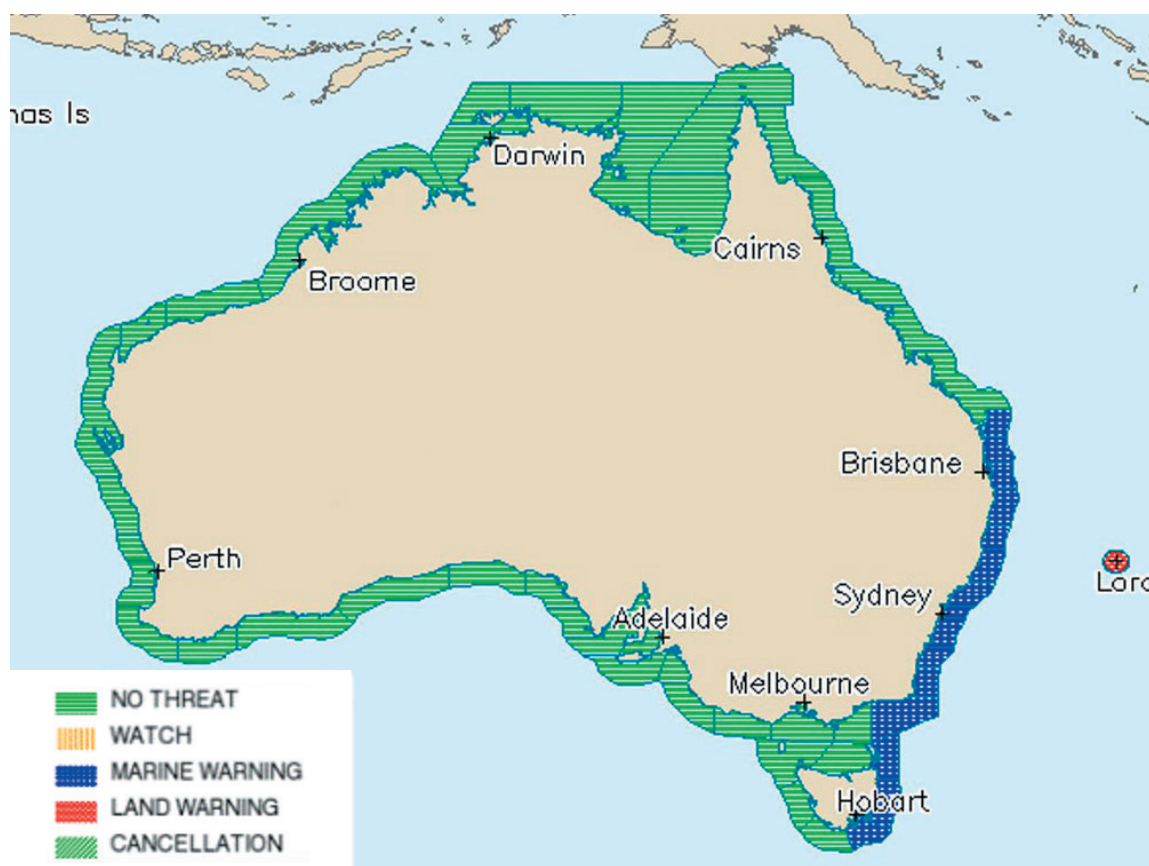 nas Is
Darwin
Cairns
Broome
Brisbane
Perth
Sydney
Lord
Adelaide
Melbourne
Hobart
NO THREAT
WATCH
MARINE WARNING
LAND WARNING
CANCELLATION